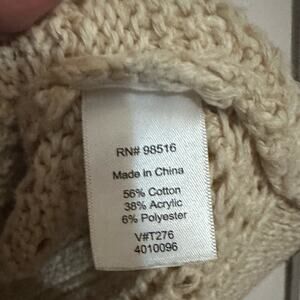 RN# 98516
Made in China
56% Cotton
38% Acrylic
6% Polyester
V#T276
4010096